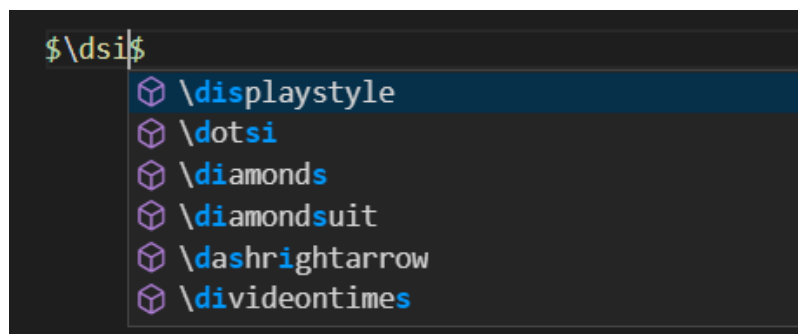 $\dsi$
\displaystyle
\dotsi
\diamonds
\diamondsuit
\dashrightarrow
\divideontimes